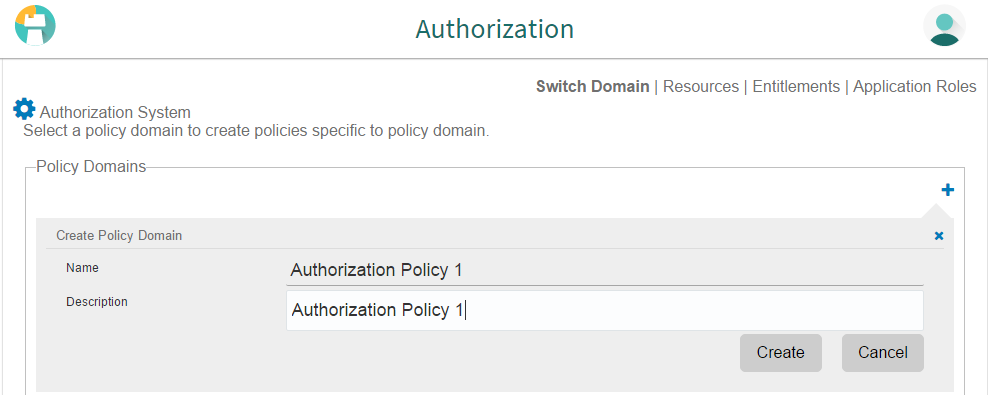 Authorization
Switch Domain | Resources | Entitlements | Application Roles
Authorization System
Select a policy domain to create policies specific to policy domain.
Policy Domains
Create Policy Domain
Name
Authorization Policy 1
Description
Authorization Policy 1
Create
Cancel